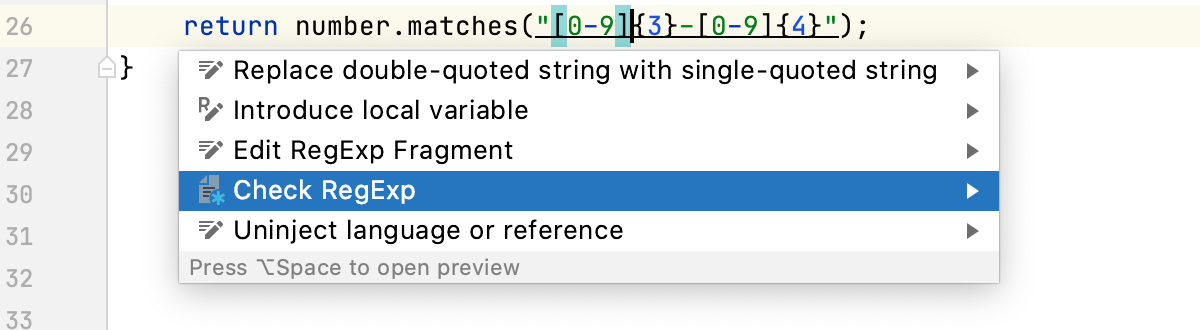 26 return number.matches("[0-9]{3}-[0-9]{4}");
27 }
Replace double-quoted string with single-quoted string
28 Introduce local variable
29 Edit RegExp Fragment
30 Check RegExp
31 Uninject language or reference
32 Press ⌥Space to open preview
33